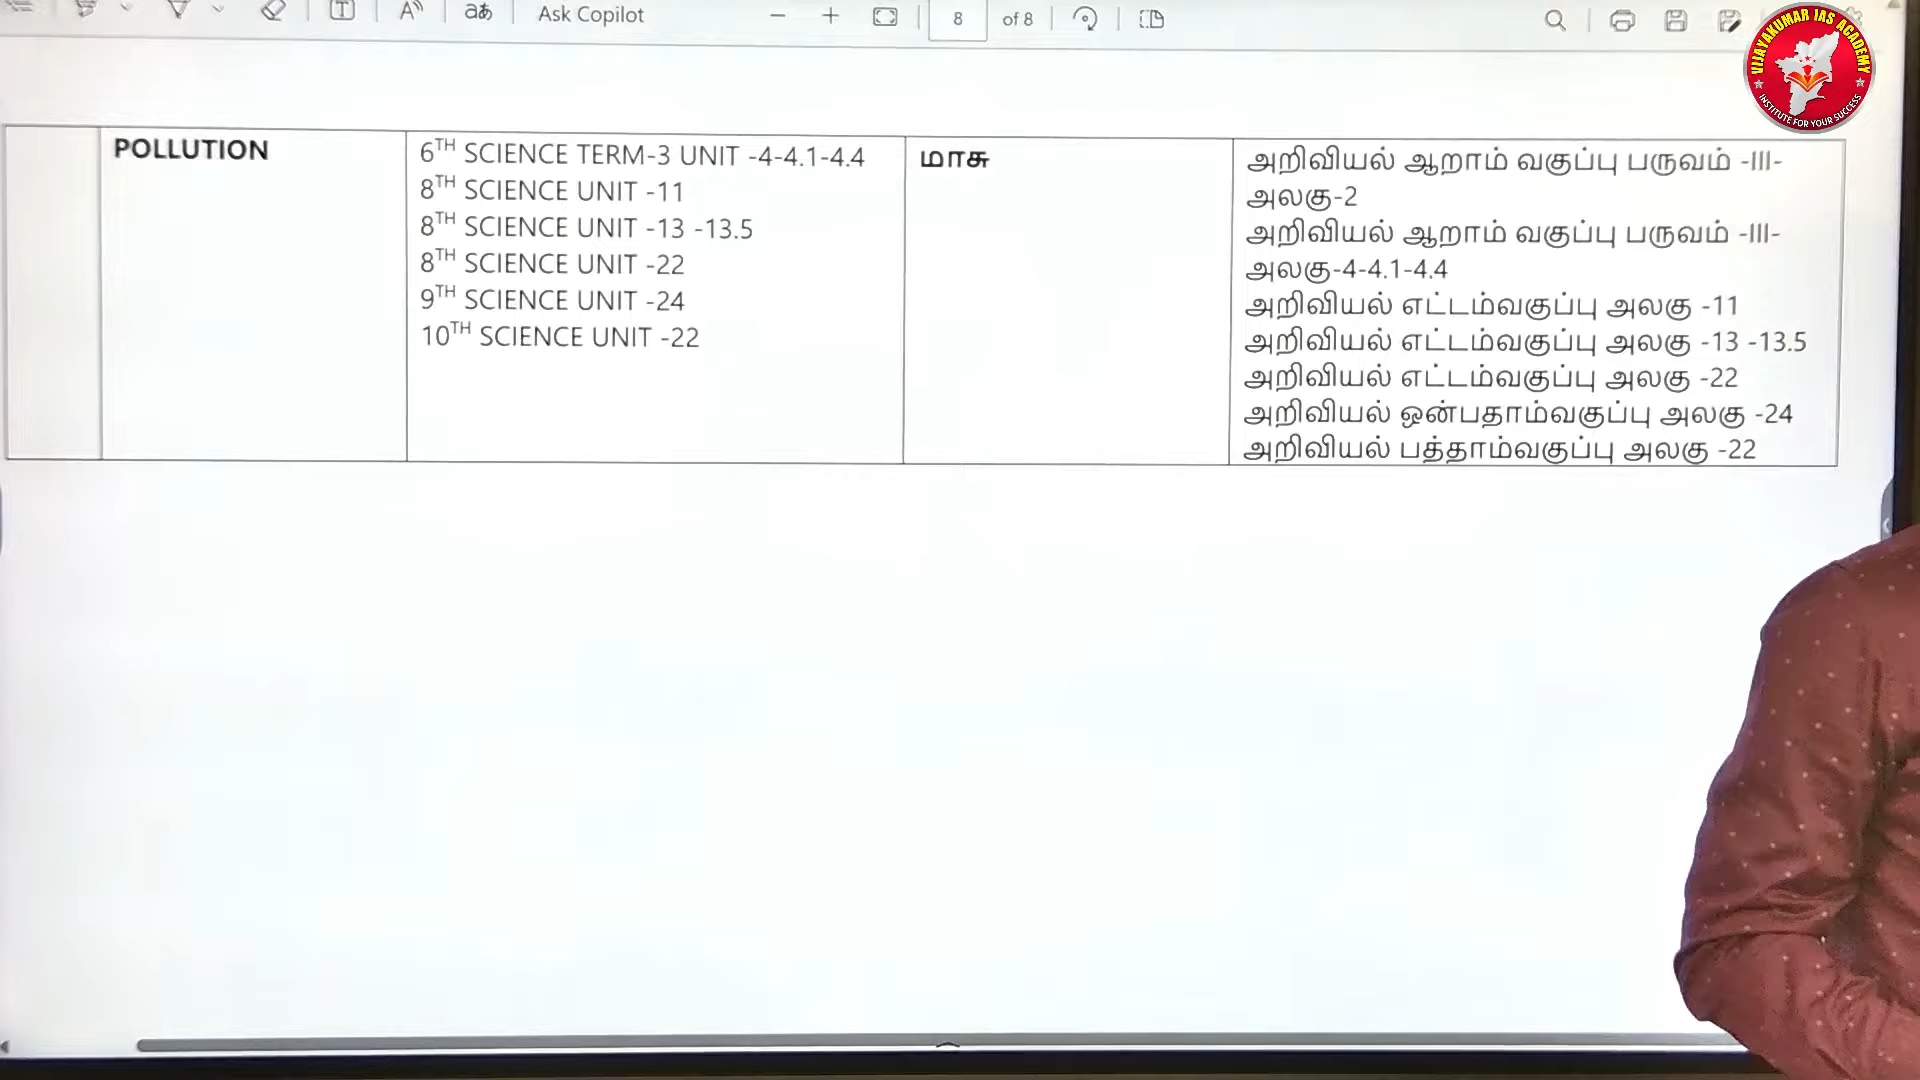 Ask Copilot
8 of 8
VIJAYAKUMAR IAS ACADEMY
INSTITUTE FOR YOUR SUCCESS
POLLUTION
6TH SCIENCE TERM-3 UNIT -4-4.1-4.4
8TH SCIENCE UNIT -11
8TH SCIENCE UNIT -13 -13.5
8TH SCIENCE UNIT -22
9TH SCIENCE UNIT -24
10TH SCIENCE UNIT -22
மாசு
அறிவியல் ஆறாம் வகுப்பு பருவம் -III-
அலகு-2
அறிவியல் ஆறாம் வகுப்பு பருவம் -III-
அலகு-4-4.1-4.4
அறிவியல் எட்டம்வகுப்பு அலகு -11
அறிவியல் எட்டம்வகுப்பு அலகு -13 -13.5
அறிவியல் எட்டம்வகுப்பு அலகு -22
அறிவியல் ஒன்பதாம்வகுப்பு அலகு -24
அறிவியல் பத்தாம்வகுப்பு அலகு -22